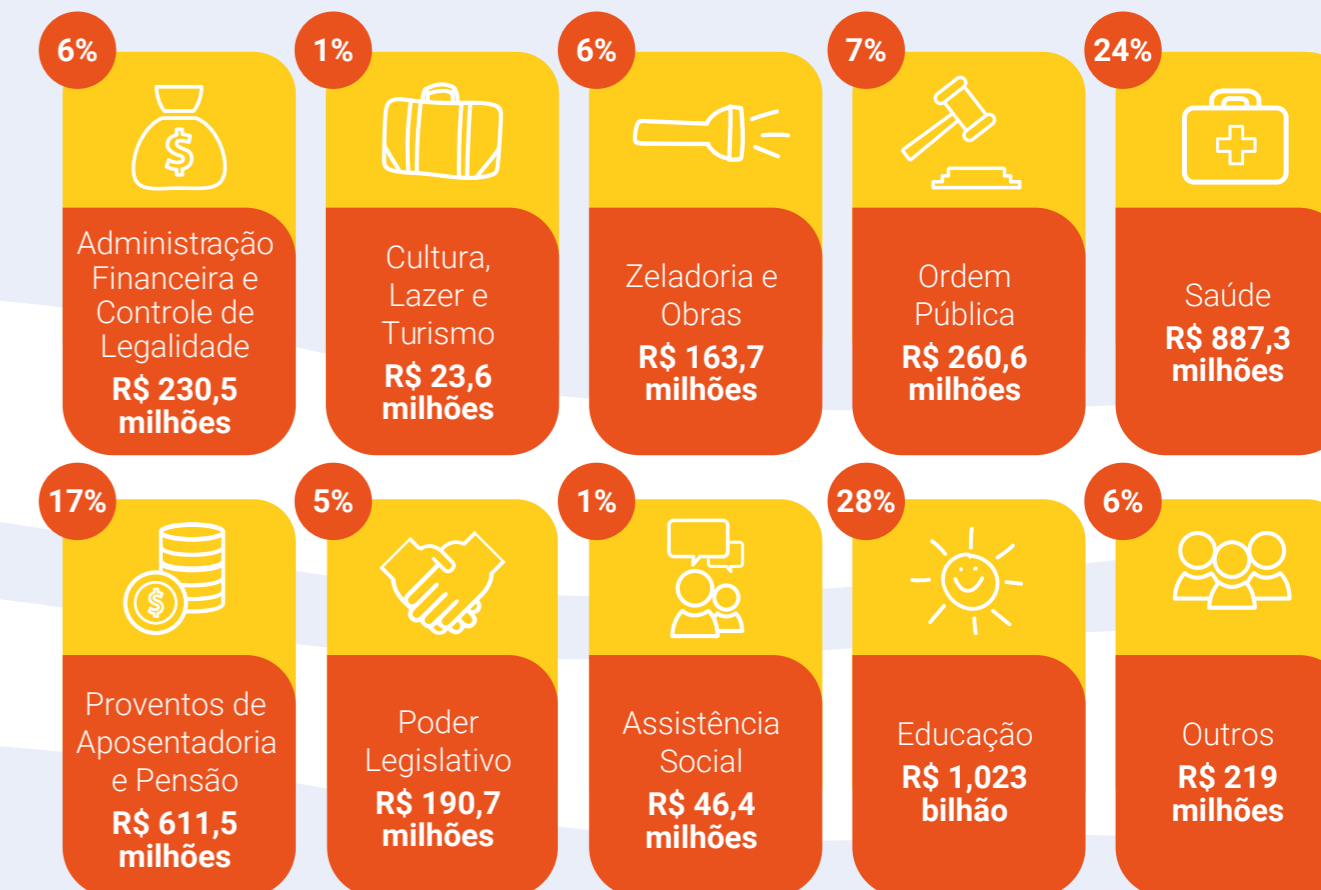 6%
Administração
Financeira e
Controle de
Legalidade
R$ 230,5
milhões
1%
Cultura,
Lazer e
Turismo
R$ 23,6
milhões
6%
Zeladoria e
Obras
R$ 163,7
milhões
7%
Ordem
Pública
R$ 260,6
milhões
24%
Saúde
R$ 887,3
milhões
17%
Proventos de
Aposentadoria
e Pensão
R$ 611,5
milhões
5%
Poder
Legislativo
R$ 190,7
milhões
1%
Assistência
Social
R$ 46,4
milhões
28%
Educação
R$ 1,023
bilhão
6%
Outros
R$ 219
milhões